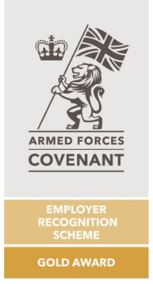 ARMED FORCES
COVENANT
EMPLOYER
RECOGNITION
SCHEME
GOLD AWARD